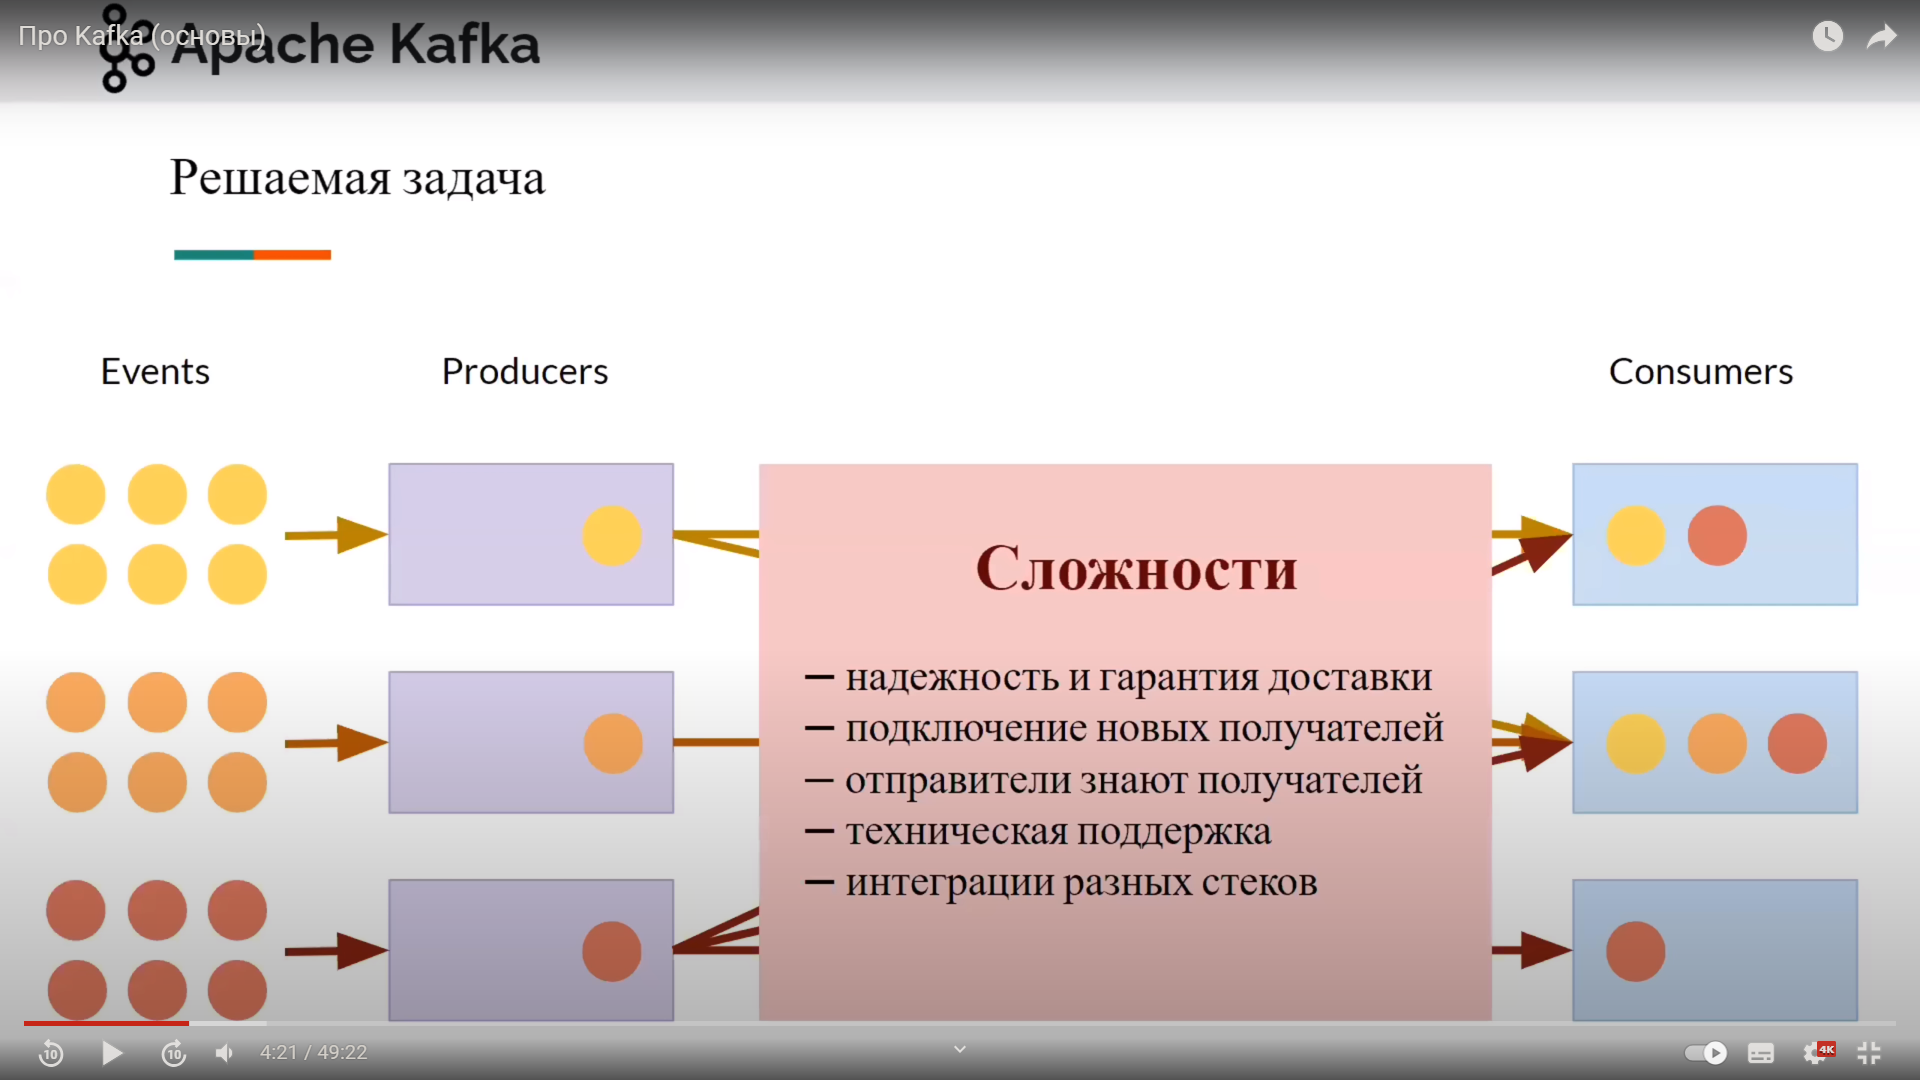 Про Kafka (основы)
Apache Kafka
Решаемая задача
Events
Producers
Consumers
Сложности
– надежность и гарантия доставки
– подключение новых получателей
– отправители знают получателей
– техническая поддержка
– интеграции разных стеков
10
10
4:21 / 49:22
4K